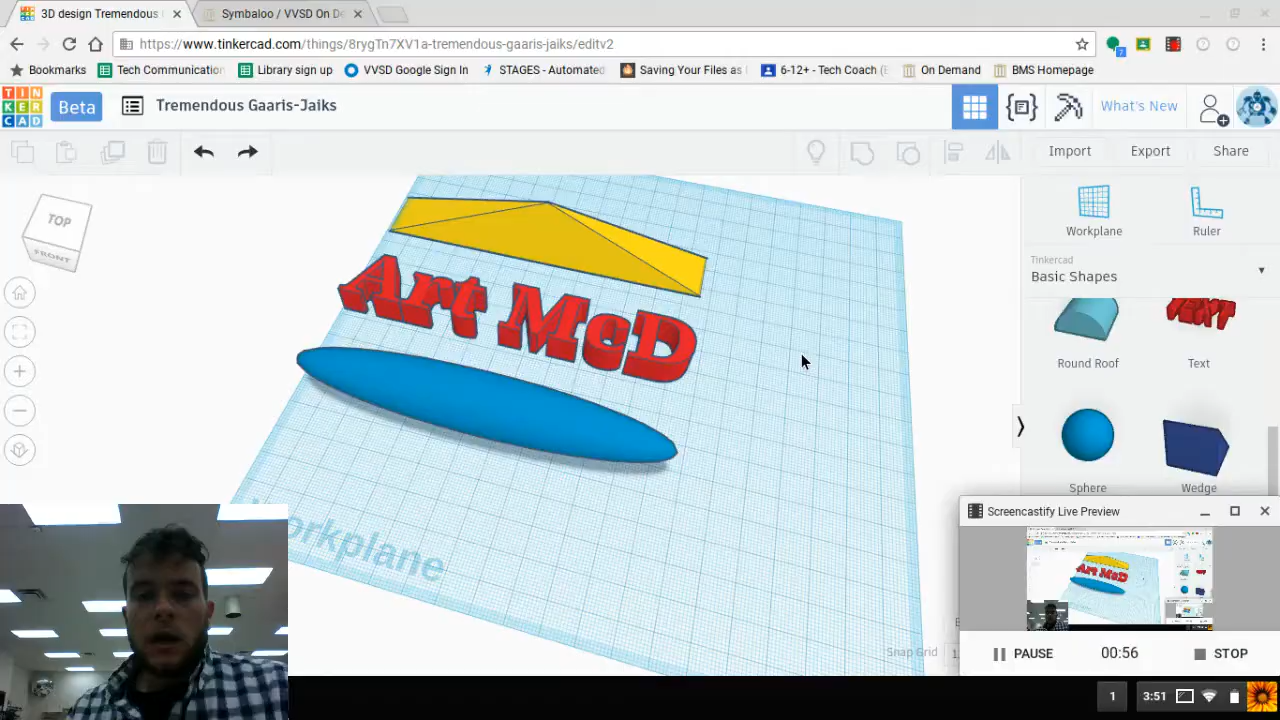 3D design Tremendous
Symbaloo / VVSD On De
https://www.tinkercad.com/things/8rygTn7XV1a-tremendous-gaaris-jaiks/editv2
7
Bookmarks
Tech Communication
Library sign up
VVSD Google Sign In
STAGES - Automated
Saving Your Files as
6-12+ - Tech Coach (E
On Demand
BMS Homepage
TIN
KER
CAD
Beta
Tremendous Gaaris-Jaiks
What's New
Import
Export
Share
TOP
FRONT
Art McD
Workplane
Workplane
Ruler
Tinkercad
Basic Shapes
Round Roof
TEXT
Text
Sphere
Wedge
Snap Grid
Screencastify Live Preview
Art McD
PAUSE
00:56
STOP
1
3:51